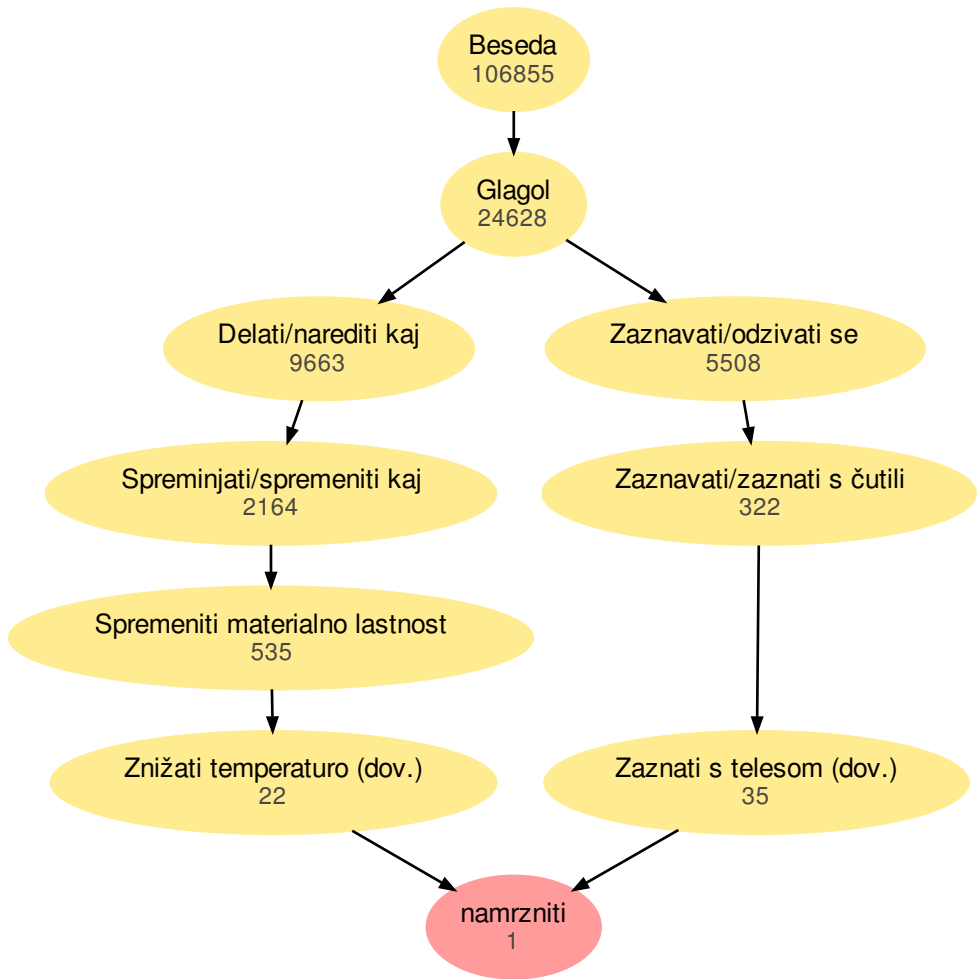 Beseda
106855
Glagol
24628
Delati/narediti kaj
9663
Zaznavati/odzivati se
5508
Spreminjati/spremeniti kaj
2164
Zaznavati/zaznati s čutili
322
Spremeniti materialno lastnost
535
Znižati temperaturo (dov.)
22
Zaznati s telesom (dov.)
35
namrzniti
1